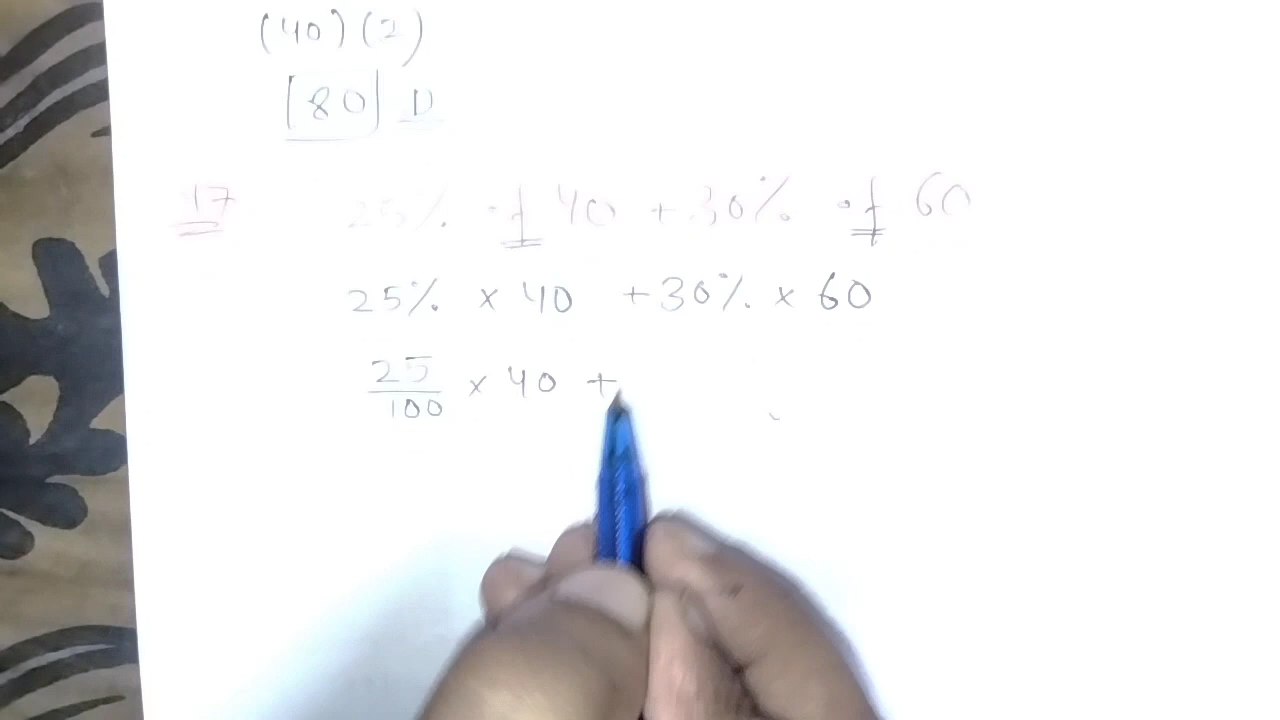 (40)(2)
80 D
17 25% of 40 + 30% of 60
25% × 40 + 30% × 60
25/100 × 40 +